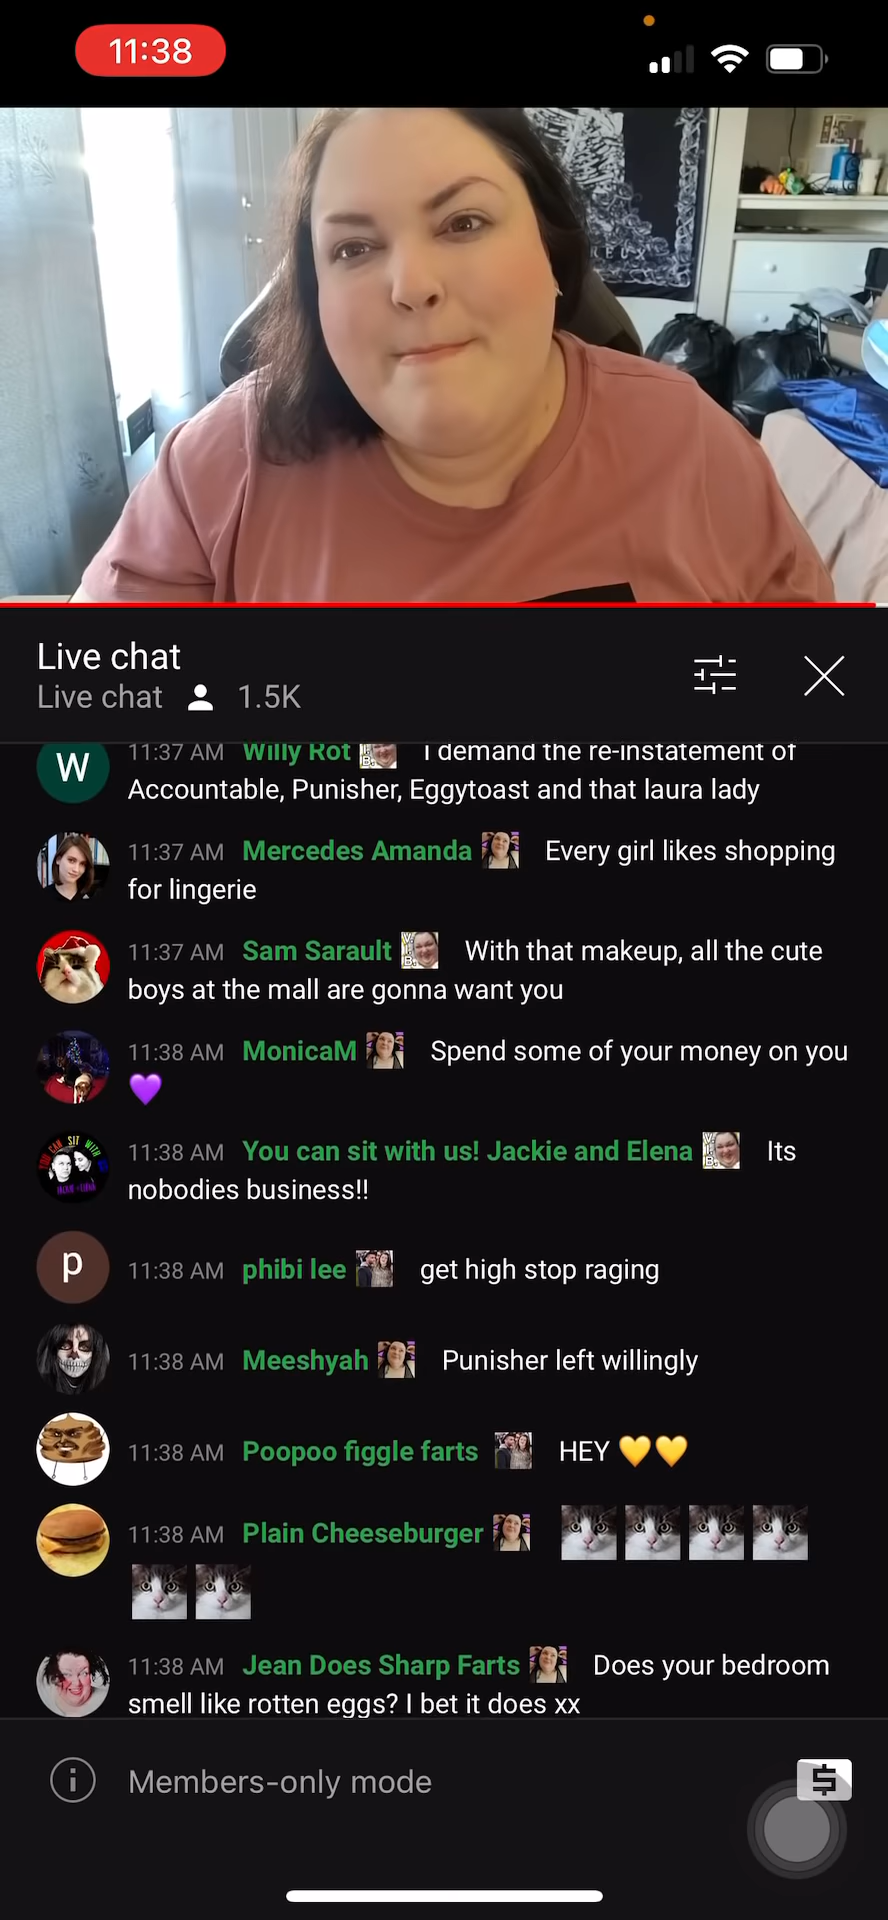 11:38
REUX
Live chat
Live chat 1.5K
W 11:37 AM Willy Rot I demand the re-instatement of
Accountable, Punisher, Eggytoast and that laura lady
11:37 AM Mercedes Amanda Every girl likes shopping
for lingerie
11:37 AM Sam Sarault With that makeup, all the cute
boys at the mall are gonna want you
11:38 AM MonicaM Spend some of your money on you
💜
11:38 AM You can sit with us! Jackie and Elena Its
nobodies business!!
p 11:38 AM phibi lee get high stop raging
11:38 AM Meeshyah Punisher left willingly
11:38 AM Poopoo figgle farts HEY 💛💛
11:38 AM Plain Cheeseburger
11:38 AM Jean Does Sharp Farts Does your bedroom
smell like rotten eggs? I bet it does xx
Members-only mode $